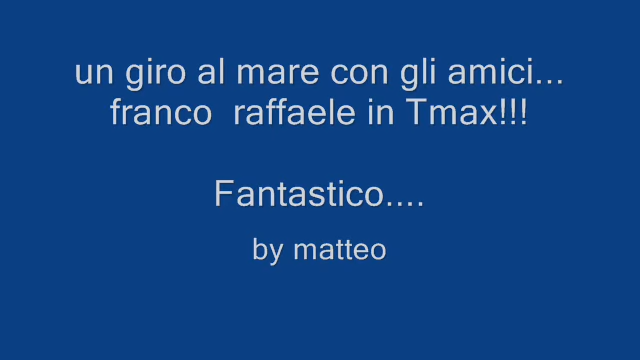 un giro al mare con gli amici...
franco  raffaele in Tmax!!!
Fantastico....
by matteo